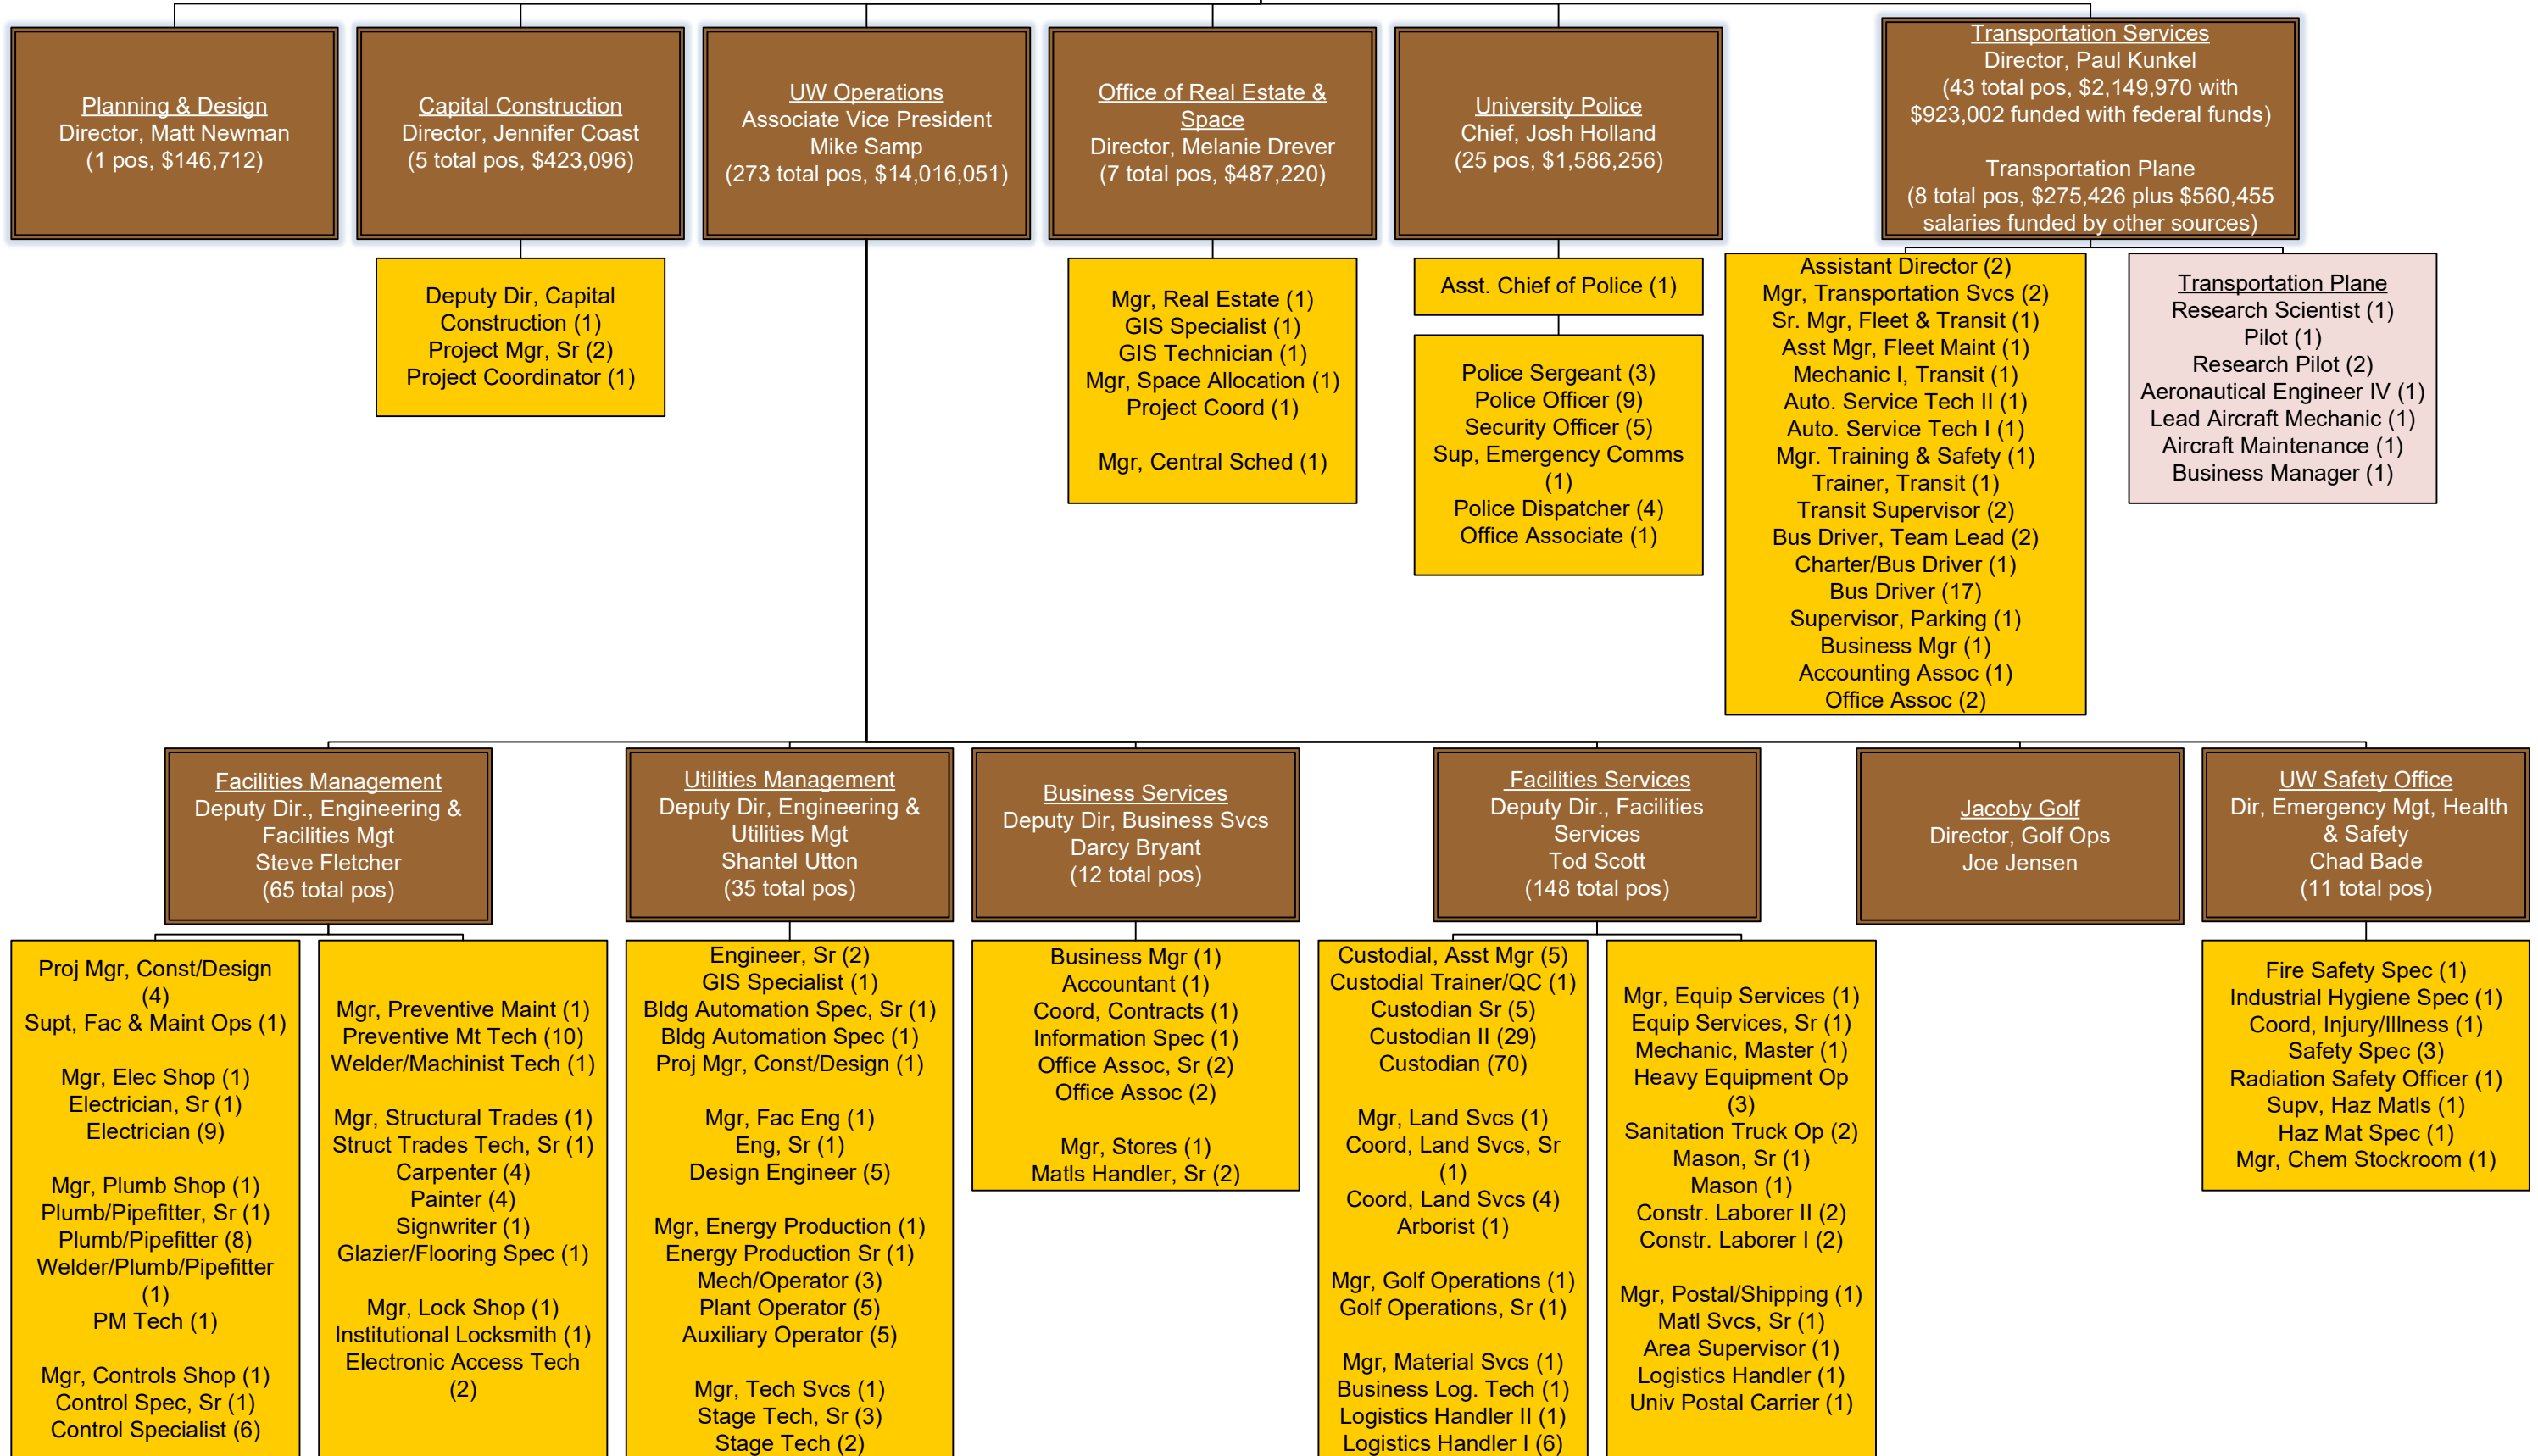 Planning & Design
Director, Matt Newman
(1 pos, $146,712)
Capital Construction
Director, Jennifer Coast
(5 total pos, $423,096)
UW Operations
Associate Vice President
Mike Samp
(273 total pos, $14,016,051)
Office of Real Estate &
Space
Director, Melanie Drever
(7 total pos, $487,220)
University Police
Chief, Josh Holland
(25 pos, $1,586,256)
Transportation Services
Director, Paul Kunkel
(43 total pos, $2,149,970 with
$923,002 funded with federal funds)
Transportation Plane
(8 total pos, $275,426 plus $560,455
salaries funded by other sources)
Deputy Dir, Capital
Construction (1)
Project Mgr, Sr (2)
Project Coordinator (1)
Mgr, Real Estate (1)
GIS Specialist (1)
GIS Technician (1)
Mgr, Space Allocation (1)
Project Coord (1)
Mgr, Central Sched (1)
Asst. Chief of Police (1)
Police Sergeant (3)
Police Officer (9)
Security Officer (5)
Sup, Emergency Comms
(1)
Police Dispatcher (4)
Office Associate (1)
Assistant Director (2)
Mgr, Transportation Svcs (2)
Sr. Mgr, Fleet & Transit (1)
Asst Mgr, Fleet Maint (1)
Mechanic I, Transit (1)
Auto. Service Tech II (1)
Auto. Service Tech I (1)
Mgr. Training & Safety (1)
Trainer, Transit (1)
Transit Supervisor (2)
Bus Driver, Team Lead (2)
Charter/Bus Driver (1)
Bus Driver (17)
Supervisor, Parking (1)
Business Mgr (1)
Accounting Assoc (1)
Office Assoc (2)
Transportation Plane
Research Scientist (1)
Pilot (1)
Research Pilot (2)
Aeronautical Engineer IV (1)
Lead Aircraft Mechanic (1)
Aircraft Maintenance (1)
Business Manager (1)
Facilities Management
Deputy Dir., Engineering &
Facilities Mgt
Steve Fletcher
(65 total pos)
Utilities Management
Deputy Dir, Engineering &
Utilities Mgt
Shantel Utton
(35 total pos)
Business Services
Deputy Dir, Business Svcs
Darcy Bryant
(12 total pos)
Facilities Services
Deputy Dir., Facilities
Services
Tod Scott
(148 total pos)
Jacoby Golf
Director, Golf Ops
Joe Jensen
UW Safety Office
Dir, Emergency Mgt, Health
& Safety
Chad Bade
(11 total pos)
Proj Mgr, Const/Design
(4)
Supt, Fac & Maint Ops (1)
Mgr, Elec Shop (1)
Electrician, Sr (1)
Electrician (9)
Mgr, Plumb Shop (1)
Plumb/Pipefitter, Sr (1)
Plumb/Pipefitter (8)
Welder/Plumb/Pipefitter
(1)
PM Tech (1)
Mgr, Controls Shop (1)
Control Spec, Sr (1)
Control Specialist (6)
Mgr, Preventive Maint (1)
Preventive Mt Tech (10)
Welder/Machinist Tech (1)
Mgr, Structural Trades (1)
Struct Trades Tech, Sr (1)
Carpenter (4)
Painter (4)
Signwriter (1)
Glazier/Flooring Spec (1)
Mgr, Lock Shop (1)
Institutional Locksmith (1)
Electronic Access Tech
(2)
Engineer, Sr (2)
GIS Specialist (1)
Bldg Automation Spec, Sr (1)
Bldg Automation Spec (1)
Proj Mgr, Const/Design (1)
Mgr, Fac Eng (1)
Eng, Sr (1)
Design Engineer (5)
Mgr, Energy Production (1)
Energy Production Sr (1)
Mech/Operator (3)
Plant Operator (5)
Auxiliary Operator (5)
Mgr, Tech Svcs (1)
Stage Tech, Sr (3)
Stage Tech (2)
Business Mgr (1)
Accountant (1)
Coord, Contracts (1)
Information Spec (1)
Office Assoc, Sr (2)
Office Assoc (2)
Mgr, Stores (1)
Matls Handler, Sr (2)
Custodial, Asst Mgr (5)
Custodial Trainer/QC (1)
Custodian Sr (5)
Custodian II (29)
Custodian (70)
Mgr, Land Svcs (1)
Coord, Land Svcs, Sr
(1)
Coord, Land Svcs (4)
Arborist (1)
Mgr, Golf Operations (1)
Golf Operations, Sr (1)
Mgr, Material Svcs (1)
Business Log. Tech (1)
Logistics Handler II (1)
Logistics Handler I (6)
Mgr, Equip Services (1)
Equip Services, Sr (1)
Mechanic, Master (1)
Heavy Equipment Op
(3)
Sanitation Truck Op (2)
Mason, Sr (1)
Mason (1)
Constr. Laborer II (2)
Constr. Laborer I (2)
Mgr, Postal/Shipping (1)
Matl Svcs, Sr (1)
Area Supervisor (1)
Logistics Handler (1)
Univ Postal Carrier (1)
Fire Safety Spec (1)
Industrial Hygiene Spec (1)
Coord, Injury/Illness (1)
Safety Spec (3)
Radiation Safety Officer (1)
Supv, Haz Matls (1)
Haz Mat Spec (1)
Mgr, Chem Stockroom (1)